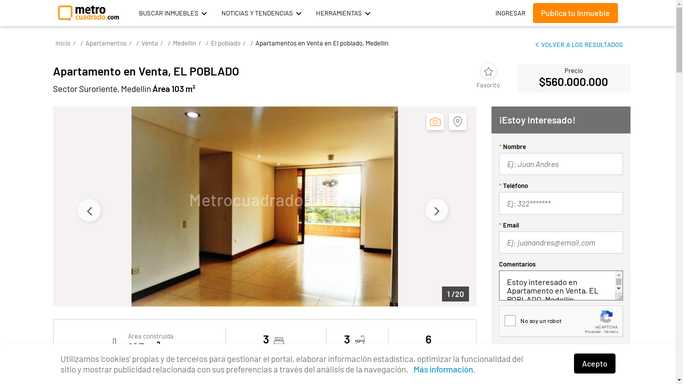 metro
cuadrado.com
BUSCAR INMUEBLES
NOTICIAS Y TENDENCIAS
HERRAMIENTAS
INGRESAR
Publica tu Inmueble
Inicio / / Apartamentos / / Venta / / Medellín / / El poblado / / Apartamentos en Venta en El poblado, Medellín
VOLVER A LOS RESULTADOS
Apartamento en Venta, EL POBLADO
Sector Suroriente, Medellín Área 103 m²
Favorito
Precio
$560.000.000
Metrocuadrado
1 / 20
¡Estoy Interesado!
* Nombre
Ej: Juan Andres
* Teléfono
Ej: 322*******
* Email
Ej: juanandres@email.com
Comentarios
Estoy interesado en
Apartamento en Venta, EL
POBLADO, Medellín
No soy un robot
reCAPTCHA
Privacidad - Términos
Área construida
3
3
6
Utilizamos 'cookies' propias y de terceros para gestionar el portal, elaborar información estadística, optimizar la funcionalidad del
sitio y mostrar publicidad relacionada con sus preferencias a través del análisis de la navegación. Más información.
Acepto